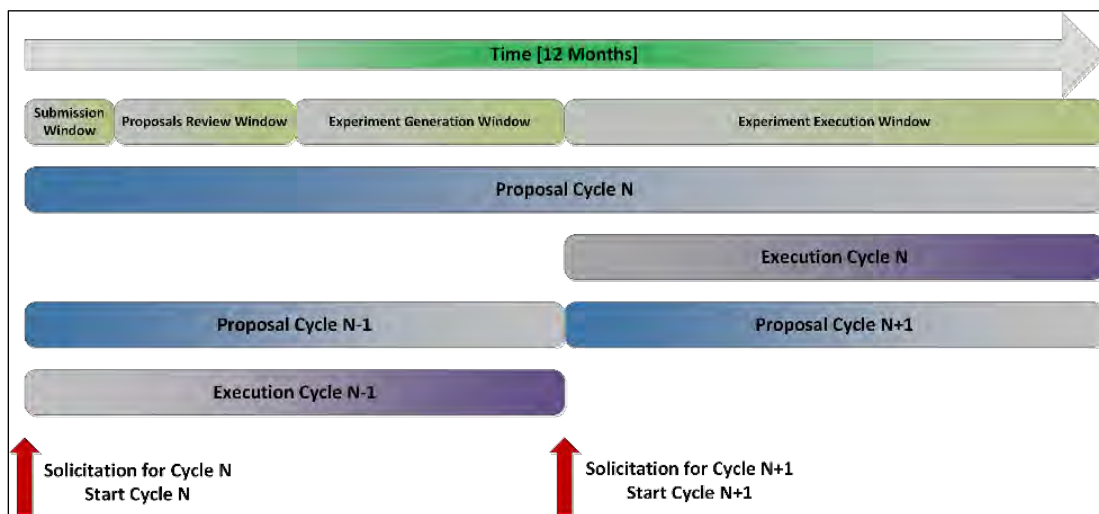 Time [12 Months]
Submission
Window
Proposals Review Window
Experiment Generation Window
Experiment Execution Window
Proposal Cycle N
Execution Cycle N
Proposal Cycle N-1
Proposal Cycle N+1
Execution Cycle N-1
Solicitation for Cycle N
Start Cycle N
Solicitation for Cycle N+1
Start Cycle N+1